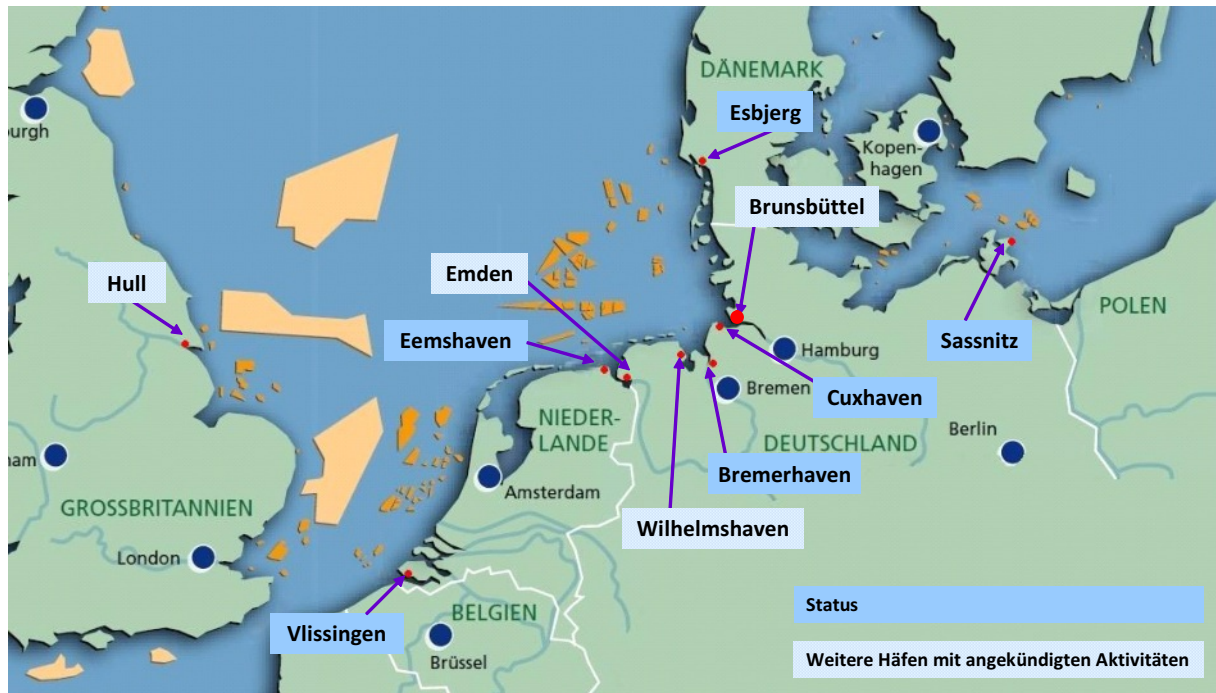 DÄNEMARK
Esbjerg
burgh
Kopen-
hagen
Brunsbüttel
Hull
Emden
POLEN
Eemshaven
Hamburg
Sassnitz
Bremen
Cuxhaven
NIEDER-
LANDE
DEUTSCHLAND
Berlin
ham
Bremerhaven
Amsterdam
GROSSBRITANNIEN
Wilhelmshaven
London
Status
BELGIEN
Vlissingen
Brüssel
Weitere Häfen mit angekündigten Aktivitäten